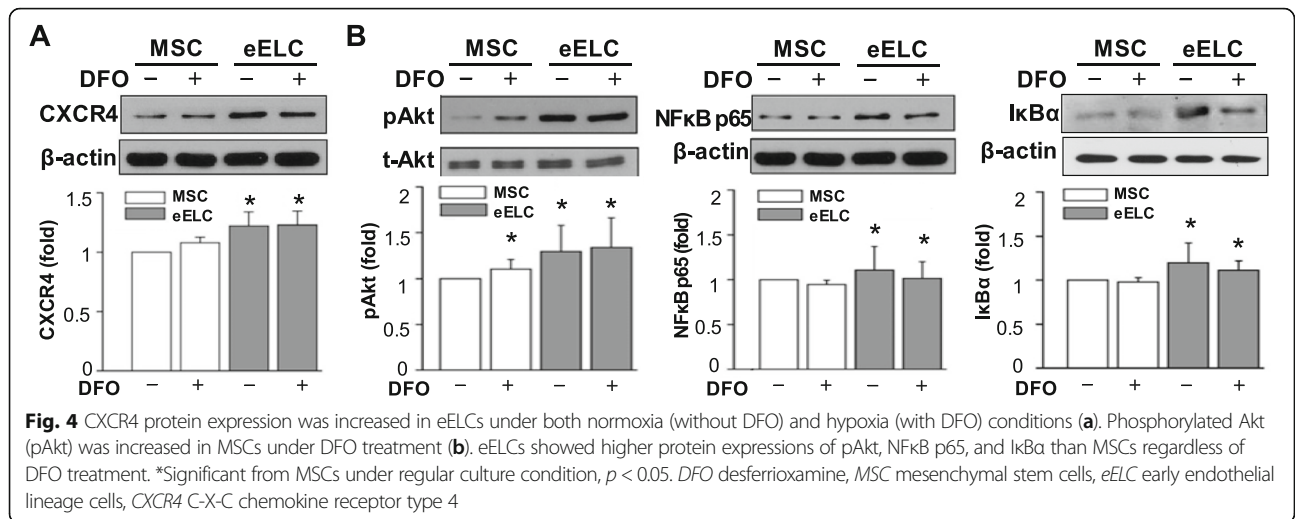 A
MSC eELC
DFO – + – +
CXCR4
β-actin
MSC
eELC
CXCR4 (fold)
1.5
1
0.5
0
* *
DFO – + – +
B
MSC eELC
DFO – + – +
pAkt
t-Akt
MSC
eELC
pAkt (fold)
2
1.5
1
0.5
0
* * *
DFO – + – +
MSC eELC
DFO – + – +
NFκB p65
β-actin
MSC
eELC
NFκB p65 (fold)
2
1.5
1
0.5
0
* *
DFO – + – +
MSC eELC
DFO – + – +
IκBα
β-actin
MSC
eELC
IκBα (fold)
2
1.5
1
0.5
0
* *
DFO – + – +
Fig. 4 CXCR4 protein expression was increased in eELCs under both normoxia (without DFO) and hypoxia (with DFO) conditions (a). Phosphorylated Akt
(pAkt) was increased in MSCs under DFO treatment (b). eELCs showed higher protein expressions of pAkt, NFκB p65, and IκBα than MSCs regardless of
DFO treatment. *Significant from MSCs under regular culture condition, p < 0.05. DFO desferrioxamine, MSC mesenchymal stem cells, eELC early endothelial
lineage cells, CXCR4 C-X-C chemokine receptor type 4